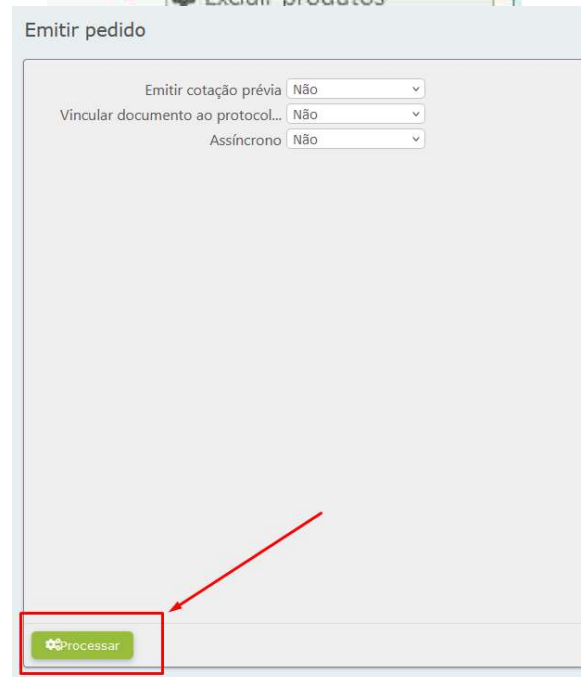 Excluir produtos
Emitir pedido
Emitir cotação prévia Não
Vincular documento ao protocol... Não
Assíncrono Não
Processar